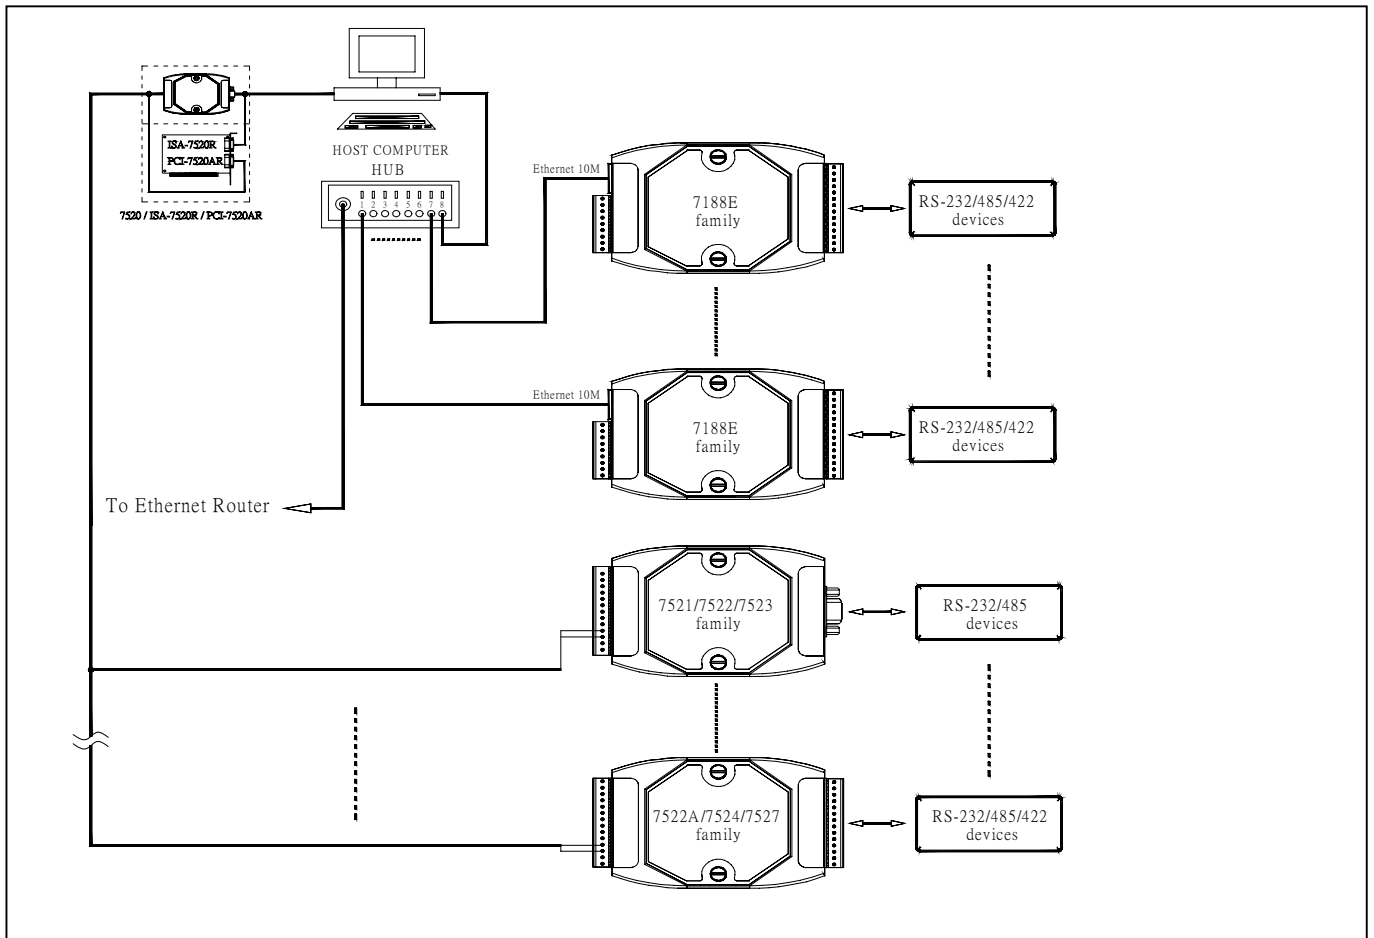 ISA-7520R
PCI-7520AR
7520 / ISA-7520R / PCI-7520AR
HOST COMPUTER
HUB
1 2 3 4 5 6 7 8
Ethernet 10M
7188E
family
RS-232/485/422
devices
Ethernet 10M
7188E
family
RS-232/485/422
devices
To Ethernet Router
7521/7522/7523
family
RS-232/485
devices
7522A/7524/7527
family
RS-232/485/422
devices